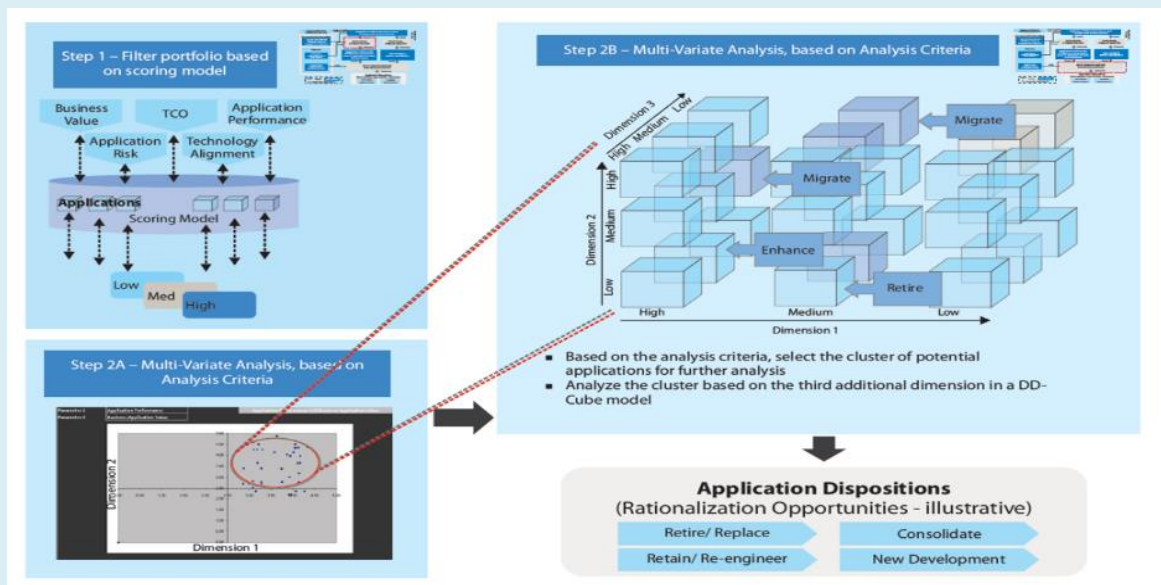 Step 1 – Filter portfolio based
on scoring model
Business
Value
TCO
Application
Performance
Application
Risk
Technology
Alignment
Applications
Scoring Model
Low
Med
High
Step 2A – Multi-Variate Analysis, based on
Analysis Criteria
Application Performance
Business Application Value
Dimension 2
Dimension 1
Step 2B – Multi-Variate Analysis, based on Analysis Criteria
Dimension 3
Low
Medium
High
Migrate
Migrate
Enhance
Retire
Dimension 2
High
Medium
Low
High
Medium
Low
Dimension 1
Based on the analysis criteria, select the cluster of potential
applications for further analysis
Analyze the cluster based on the third additional dimension in a DD-
Cube model
Application Dispositions
(Rationalization Opportunities - illustrative)
Retire/ Replace
Consolidate
Retain/ Re-engineer
New Development